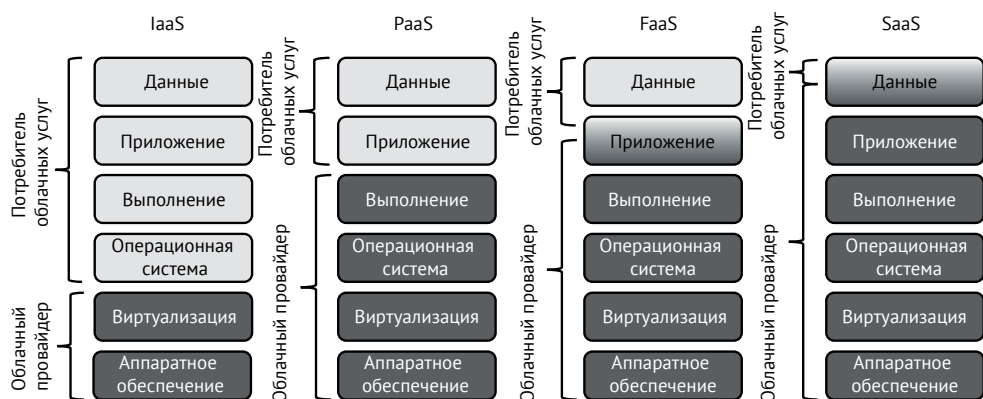 IaaS
PaaS
FaaS
SaaS
Потребитель
облачных услуг
Данные
Приложение
Выполнение
Операционная
система
Облачный
провайдер
Виртуализация
Аппаратное
обеспечение
Потребитель
облачных услуг
Данные
Приложение
Облачный провайдер
Выполнение
Операционная
система
Виртуализация
Аппаратное
обеспечение
Потребитель
облачных услуг
Данные
Приложение
Облачный провайдер
Выполнение
Операционная
система
Виртуализация
Аппаратное
обеспечение
Потребитель
облачных услуг
Данные
Облачный провайдер
Приложение
Выполнение
Операционная
система
Виртуализация
Аппаратное
обеспечение